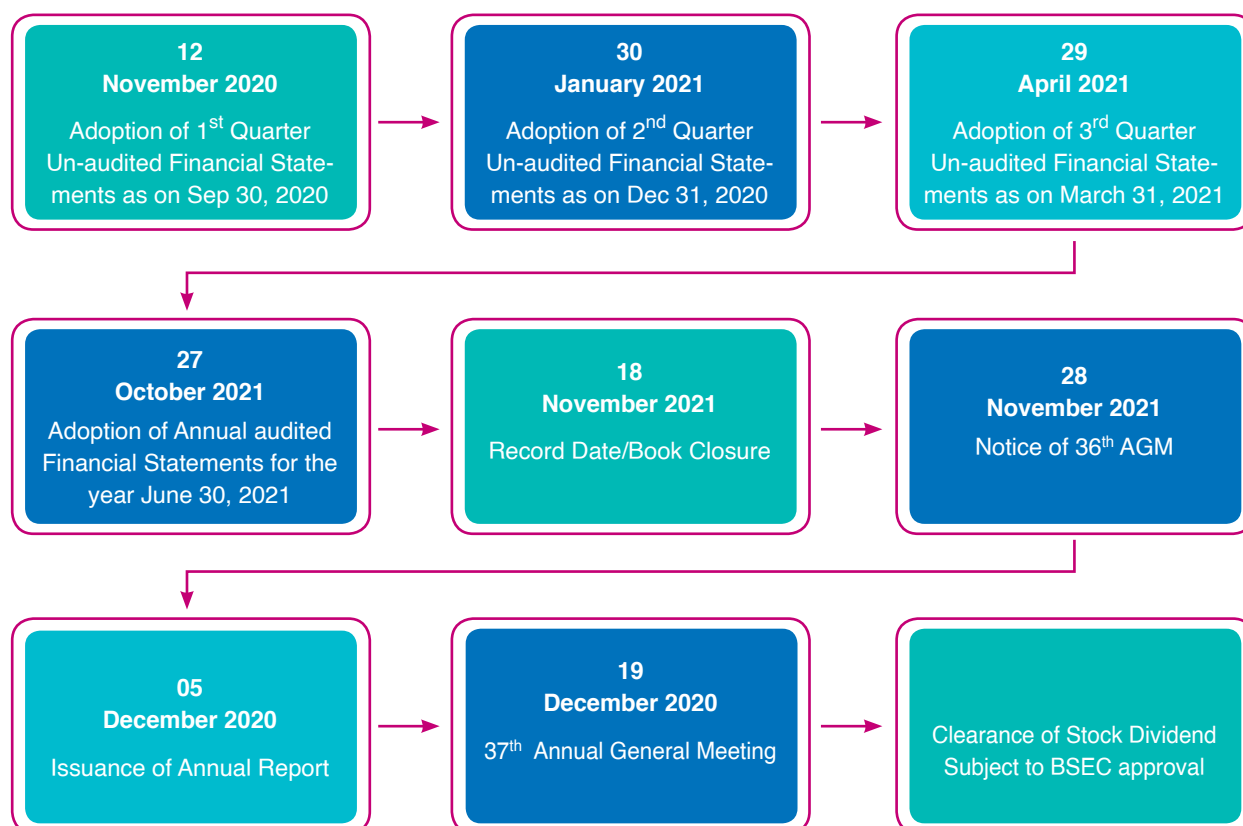 12
November 2020
Adoption of 1st Quarter
Un-audited Financial State-
ments as on Sep 30, 2020
30
January 2021
Adoption of 2nd Quarter
Un-audited Financial State-
ments as on Dec 31, 2020
29
April 2021
Adoption of 3rd Quarter
Un-audited Financial State-
ments as on March 31, 2021
27
October 2021
Adoption of Annual audited
Financial Statements for the
year June 30, 2021
18
November 2021
Record Date/Book Closure
28
November 2021
Notice of 36th AGM
05
December 2020
Issuance of Annual Report
19
December 2020
37th Annual General Meeting
Clearance of Stock Dividend
Subject to BSEC approval